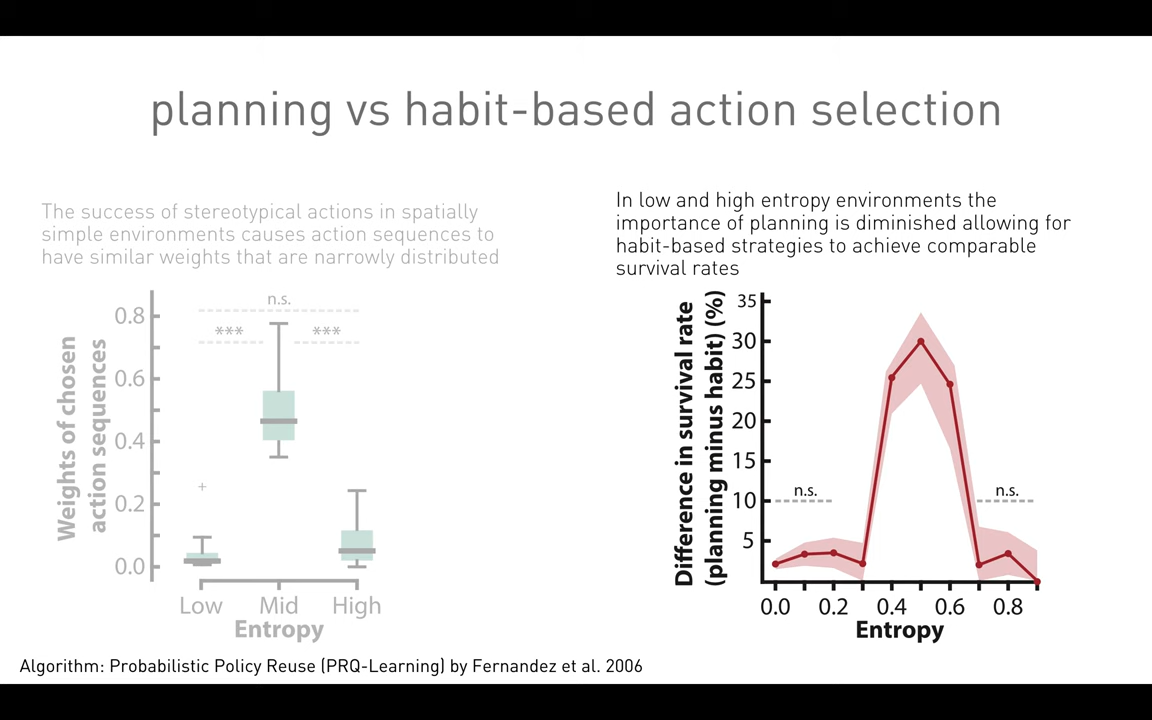 planning vs habit-based action selection
The success of stereotypical actions in spatially
simple environments causes action sequences to
have similar weights that are narrowly distributed
In low and high entropy environments the
importance of planning is diminished allowing for
habit-based strategies to achieve comparable
survival rates
Weights of chosen
action sequences
0.8
0.6
0.4
0.2
0.0
n.s.
*** ***
+
Low Mid High
Entropy
Difference in survival rate
(planning minus habit) (%)
35
30
25
20
15
10
5
n.s. n.s.
0.0 0.2 0.4 0.6 0.8
Entropy
Algorithm: Probabilistic Policy Reuse (PRQ-Learning) by Fernandez et al. 2006